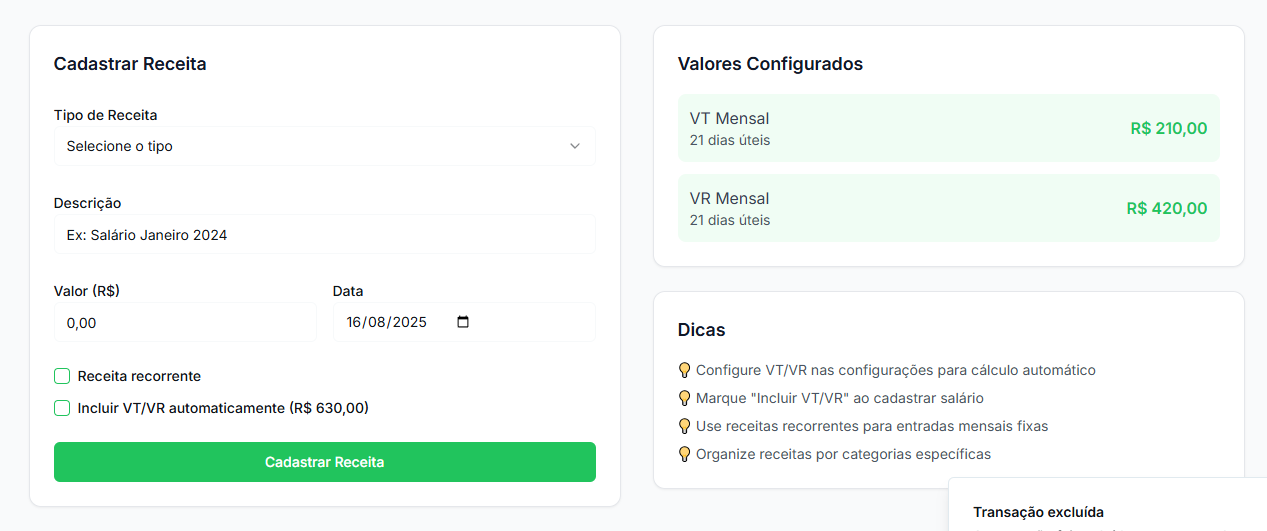 Cadastrar Receita
Tipo de Receita
Selecione o tipo
Descrição
Ex: Salário Janeiro 2024
Valor (R$)
Data
0,00
16/08/2025
Receita recorrente
Incluir VT/VR automaticamente (R$ 630,00)
Cadastrar Receita
Valores Configurados
VT Mensal
R$ 210,00
21 dias úteis
VR Mensal
R$ 420,00
21 dias úteis
Dicas
Configure VT/VR nas configurações para cálculo automático
Marque "Incluir VT/VR" ao cadastrar salário
Use receitas recorrentes para entradas mensais fixas
Organize receitas por categorias específicas
Transação excluída